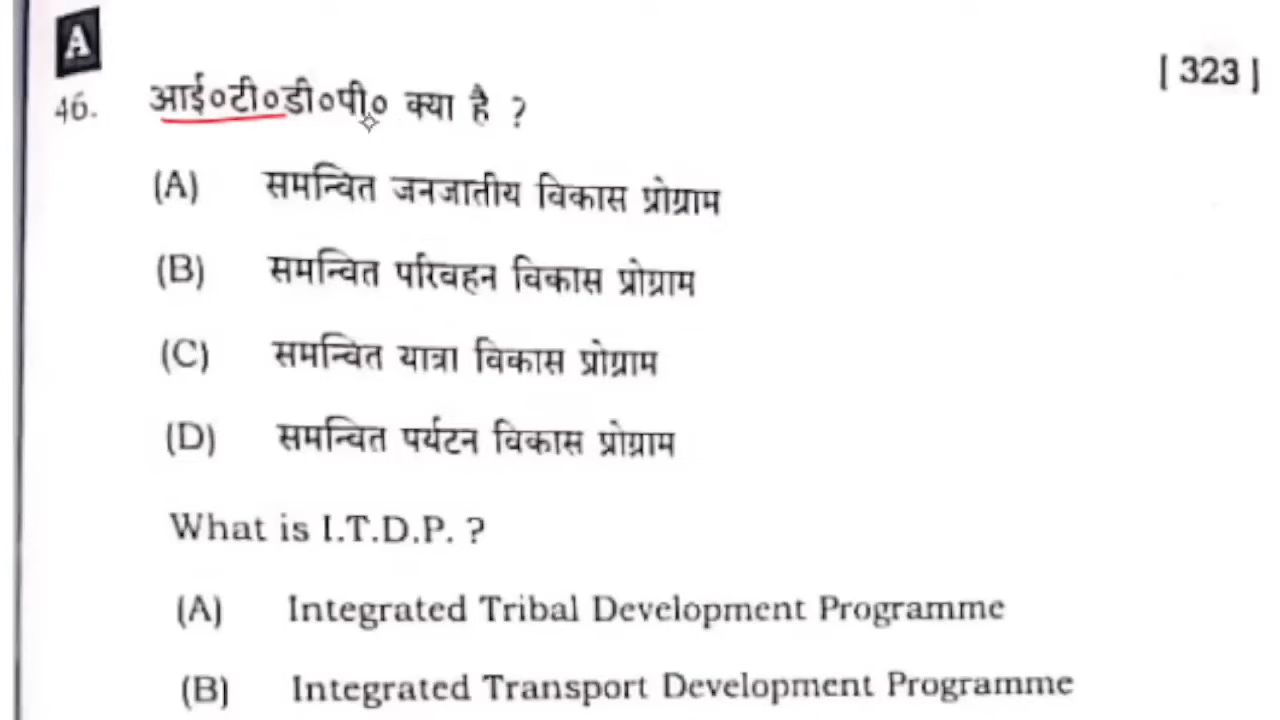 A
[ 323 ]
46. आई०टी०डी०पी० क्या है ?
(A) समन्वित जनजातीय विकास प्रोग्राम
(B) समन्वित परिवहन विकास प्रोग्राम
(C) समन्वित यात्रा विकास प्रोग्राम
(D) समन्वित पर्यटन विकास प्रोग्राम
What is I.T.D.P. ?
(A) Integrated Tribal Development Programme
(B) Integrated Transport Development Programme